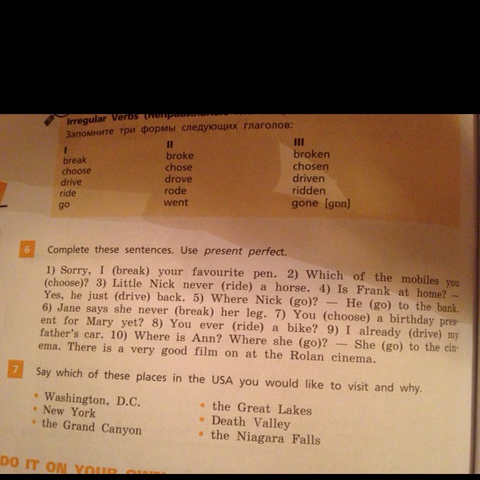 Irregular Verbs
Запомните три формы следующих глаголов:
I II III
break broke broken
choose chose chosen
drive drove driven
ride rode ridden
go went gone [gɒn]
6 Complete these sentences. Use present perfect.
1) Sorry, I (break) your favourite pen. 2) Which of the mobiles you
(choose)? 3) Little Nick never (ride) a horse. 4) Is Frank at home? –
Yes, he just (drive) back. 5) Where Nick (go)? — He (go) to the bank.
6) Jane says she never (break) her leg. 7) You (choose) a birthday pres-
ent for Mary yet? 8) You ever (ride) a bike? 9) I already (drive) my
father's car. 10) Where is Ann? Where she (go)? — She (go) to the cin-
ema. There is a very good film on at the Rolan cinema.
7 Say which of these places in the USA you would like to visit and why.
• Washington, D.C.
• New York
• the Grand Canyon
• the Great Lakes
• Death Valley
• the Niagara Falls
DO IT ON YOUR OWN